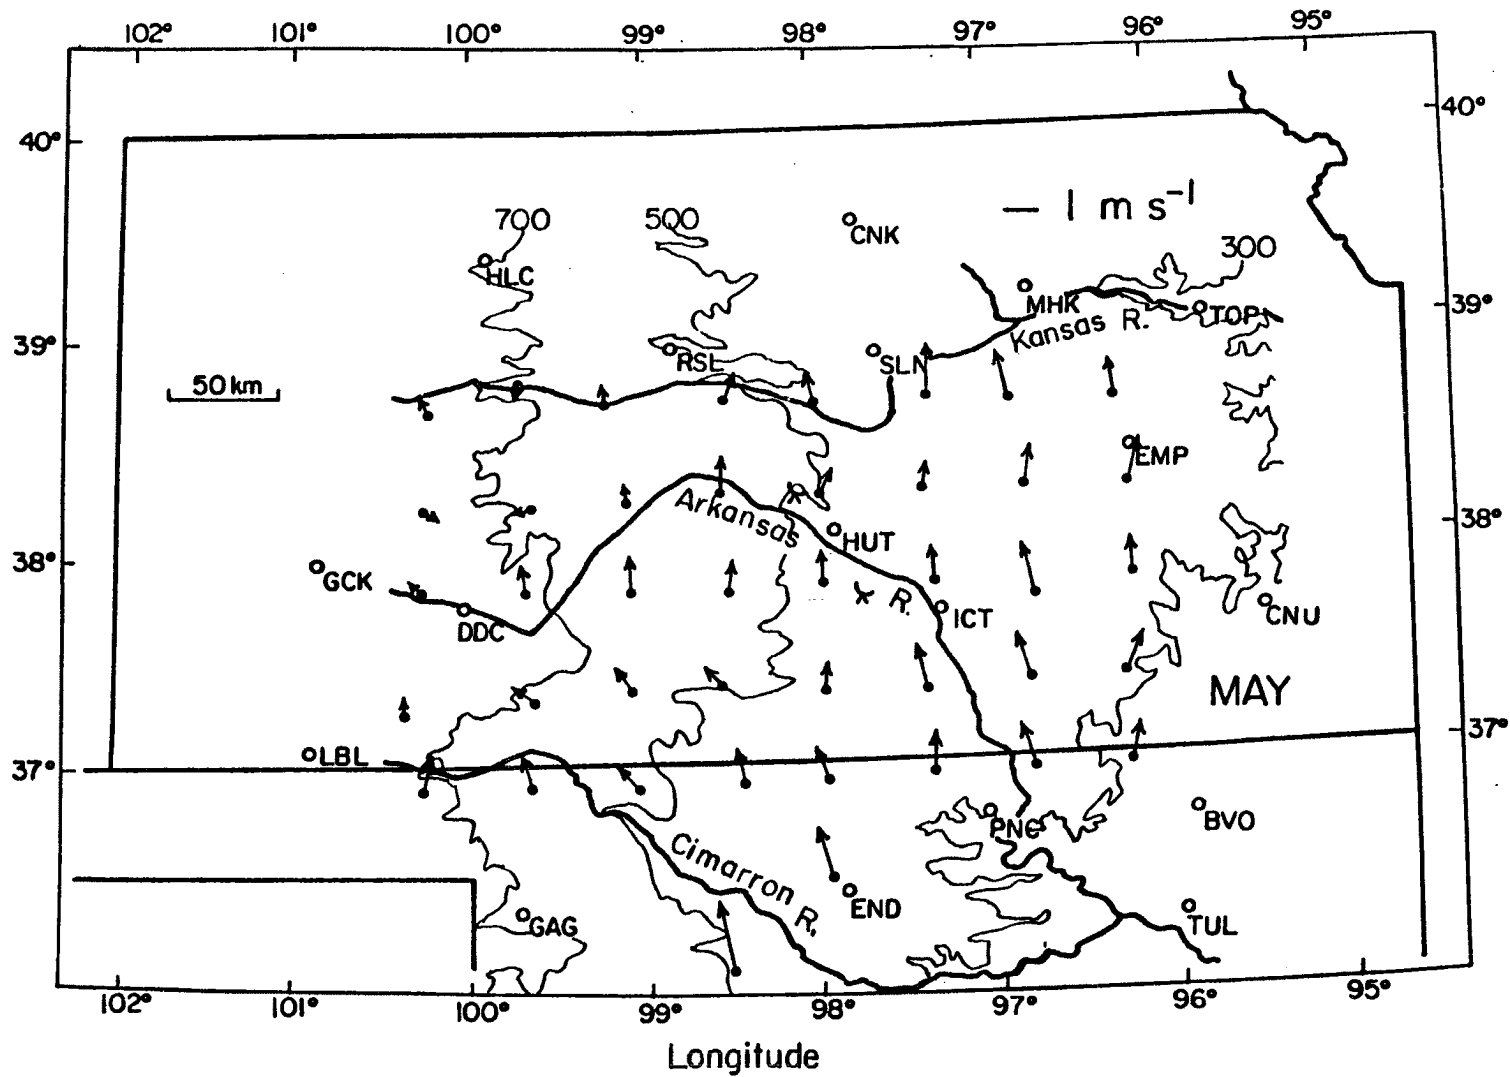 102° 101° 100° 99° 98° 97° 96° 95°
40° 40°
— 1 m s⁻¹
700 500 CNK 300
HLC
MHK TOP
39° Kansas R. 39°
RSL SLN
50 km
EMP
Arkansas R. 38°
HUT
38° GCK
DDC ICT CNU
MAY
37° LBL 37°
PNC BVO
Cimarron R.
END
GAG TUL
102° 101° 100° 99° 98° 97° 96° 95°
Longitude